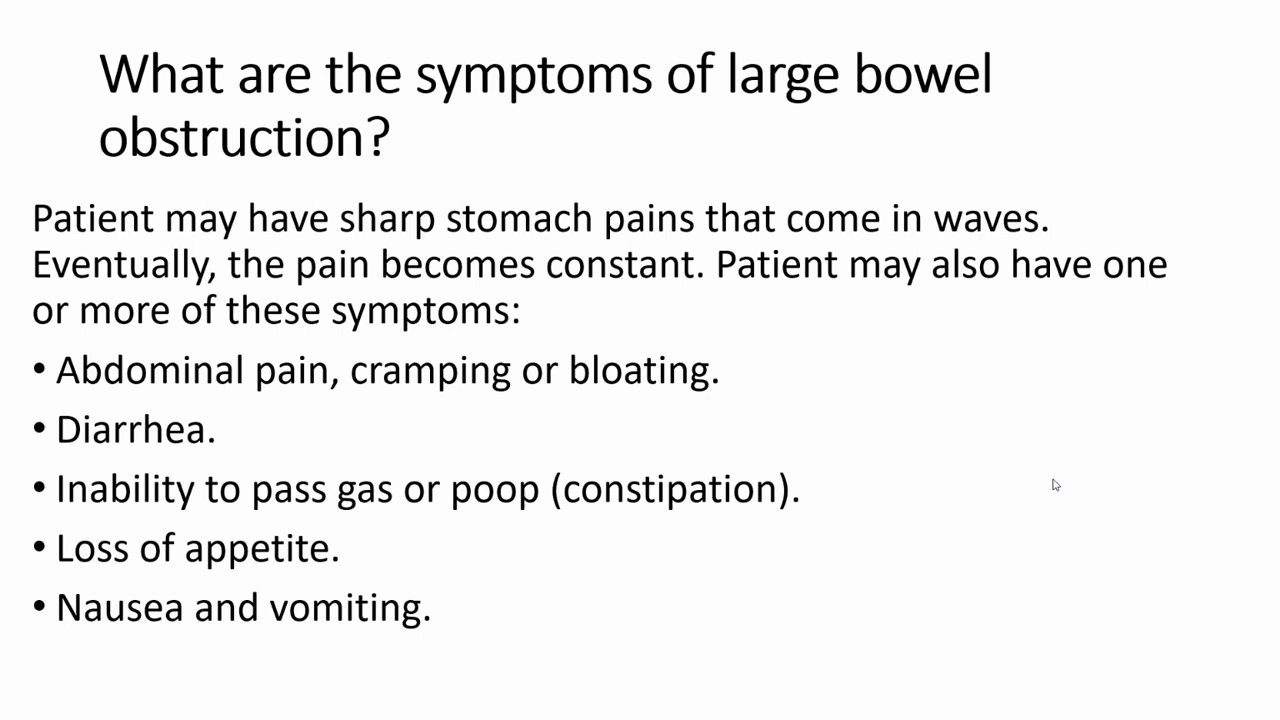 What are the symptoms of large bowel
obstruction?
Patient may have sharp stomach pains that come in waves.
Eventually, the pain becomes constant. Patient may also have one
or more of these symptoms:
• Abdominal pain, cramping or bloating.
• Diarrhea.
• Inability to pass gas or poop (constipation).
• Loss of appetite.
• Nausea and vomiting.